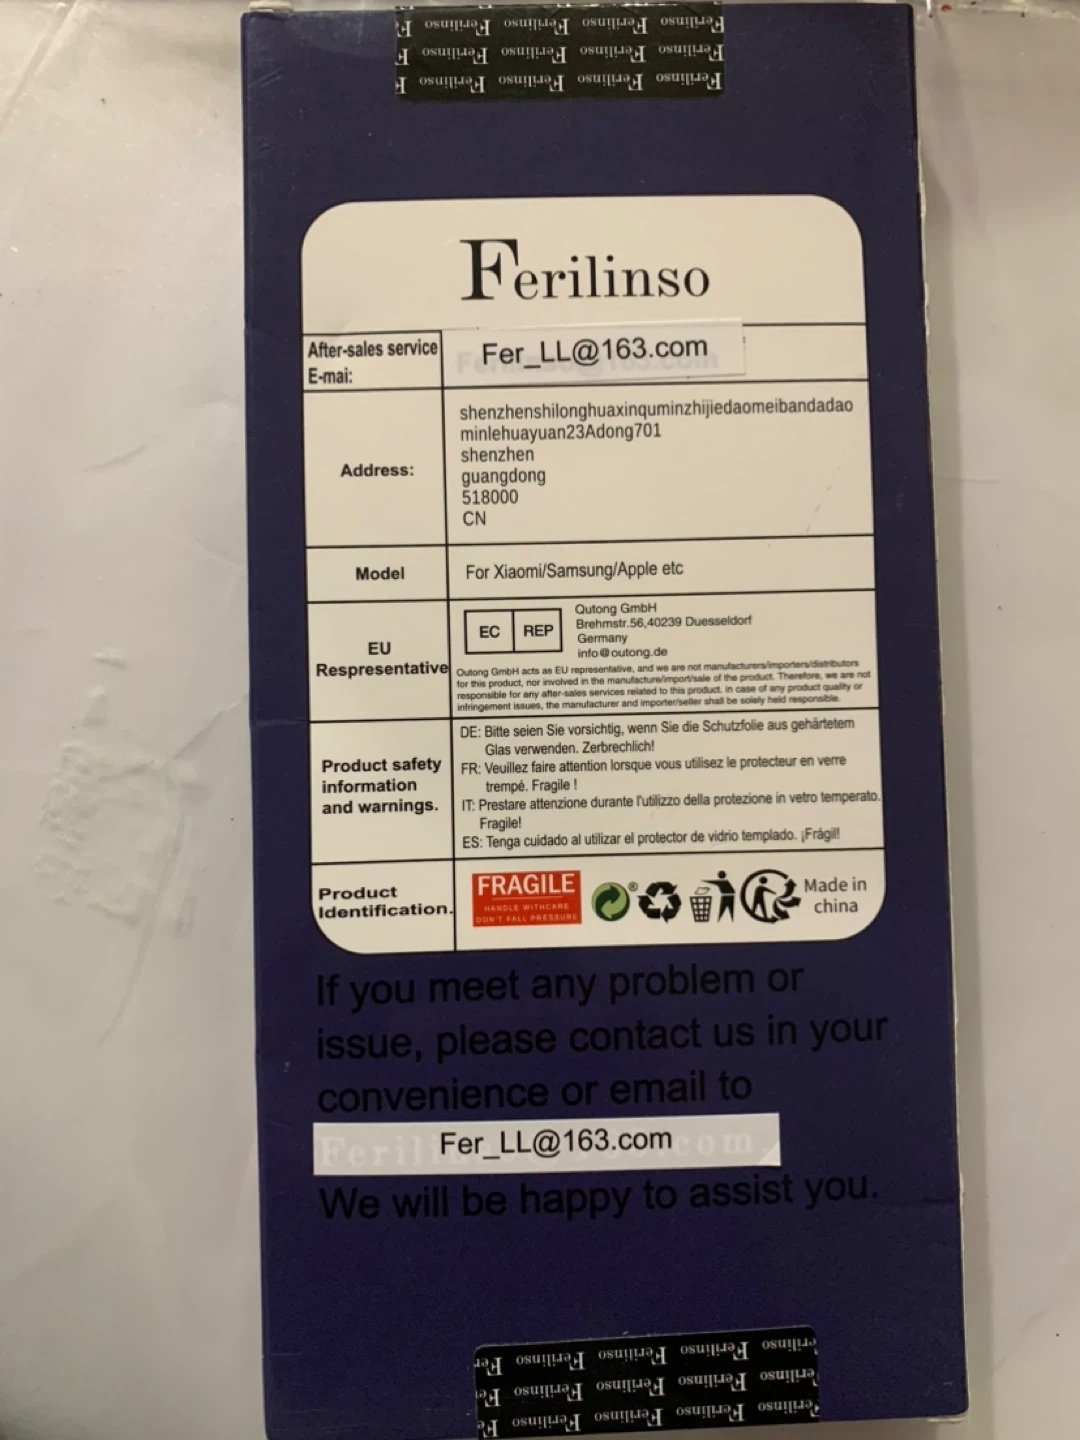 Ferilinso Ferilinso Ferilinso Ferilinso F
Ferilinso Ferilinso Ferilinso Ferilinso F
Ferilinso Ferilinso Ferilinso Ferilinso F
Ferilinso
After-sales service
E-mai:
Fer_LL@163.com
Address:
shenzhenshilonghuaxinquminzhijiedaomeibandadao
minlehuayuan23Adong701
shenzhen
guangdong
518000
CN
Model
For Xiaomi/Samsung/Apple etc
EU
Respresentative
EC REP
Outong GmbH
Brehmstr.56,40239 Duesseldorf
Germany
info@outong.de
Outong GmbH acts as EU representative, and we are not manufacturers/importers/distributors
for this product, nor involved in the manufacture/import/sale of the product. Therefore, we are not
responsible for any after-sales services related to this product. in case of any product quality or
infringement issues, the manufacturer and importer/seller shall be solely held responsible.
Product safety
information
and warnings.
DE: Bitte seien Sie vorsichtig, wenn Sie die Schutzfolie aus gehärtetem
Glas verwenden. Zerbrechlich!
FR: Veuillez faire attention lorsque vous utilisez le protecteur en verre
trempé. Fragile !
IT: Prestare attenzione durante l'utilizzo della protezione in vetro temperato.
Fragile!
ES: Tenga cuidado al utilizar el protector de vidrio templado. ¡Frágil!
Product
Identification.
FRAGILE
HANDLE WITHCARE
DON'T FALL PRESSURE
®
Made in
china
If you meet any problem or
issue, please contact us in your
convenience or email to
Fer_LL@163.com
We will be happy to assist you.
Ferilinso Ferilinso Ferilinso Ferilinso Fer
Ferilinso Ferilinso Ferilinso Ferilinso Fe
Ferilinso Ferilinso Ferilinso Ferilinso Fe